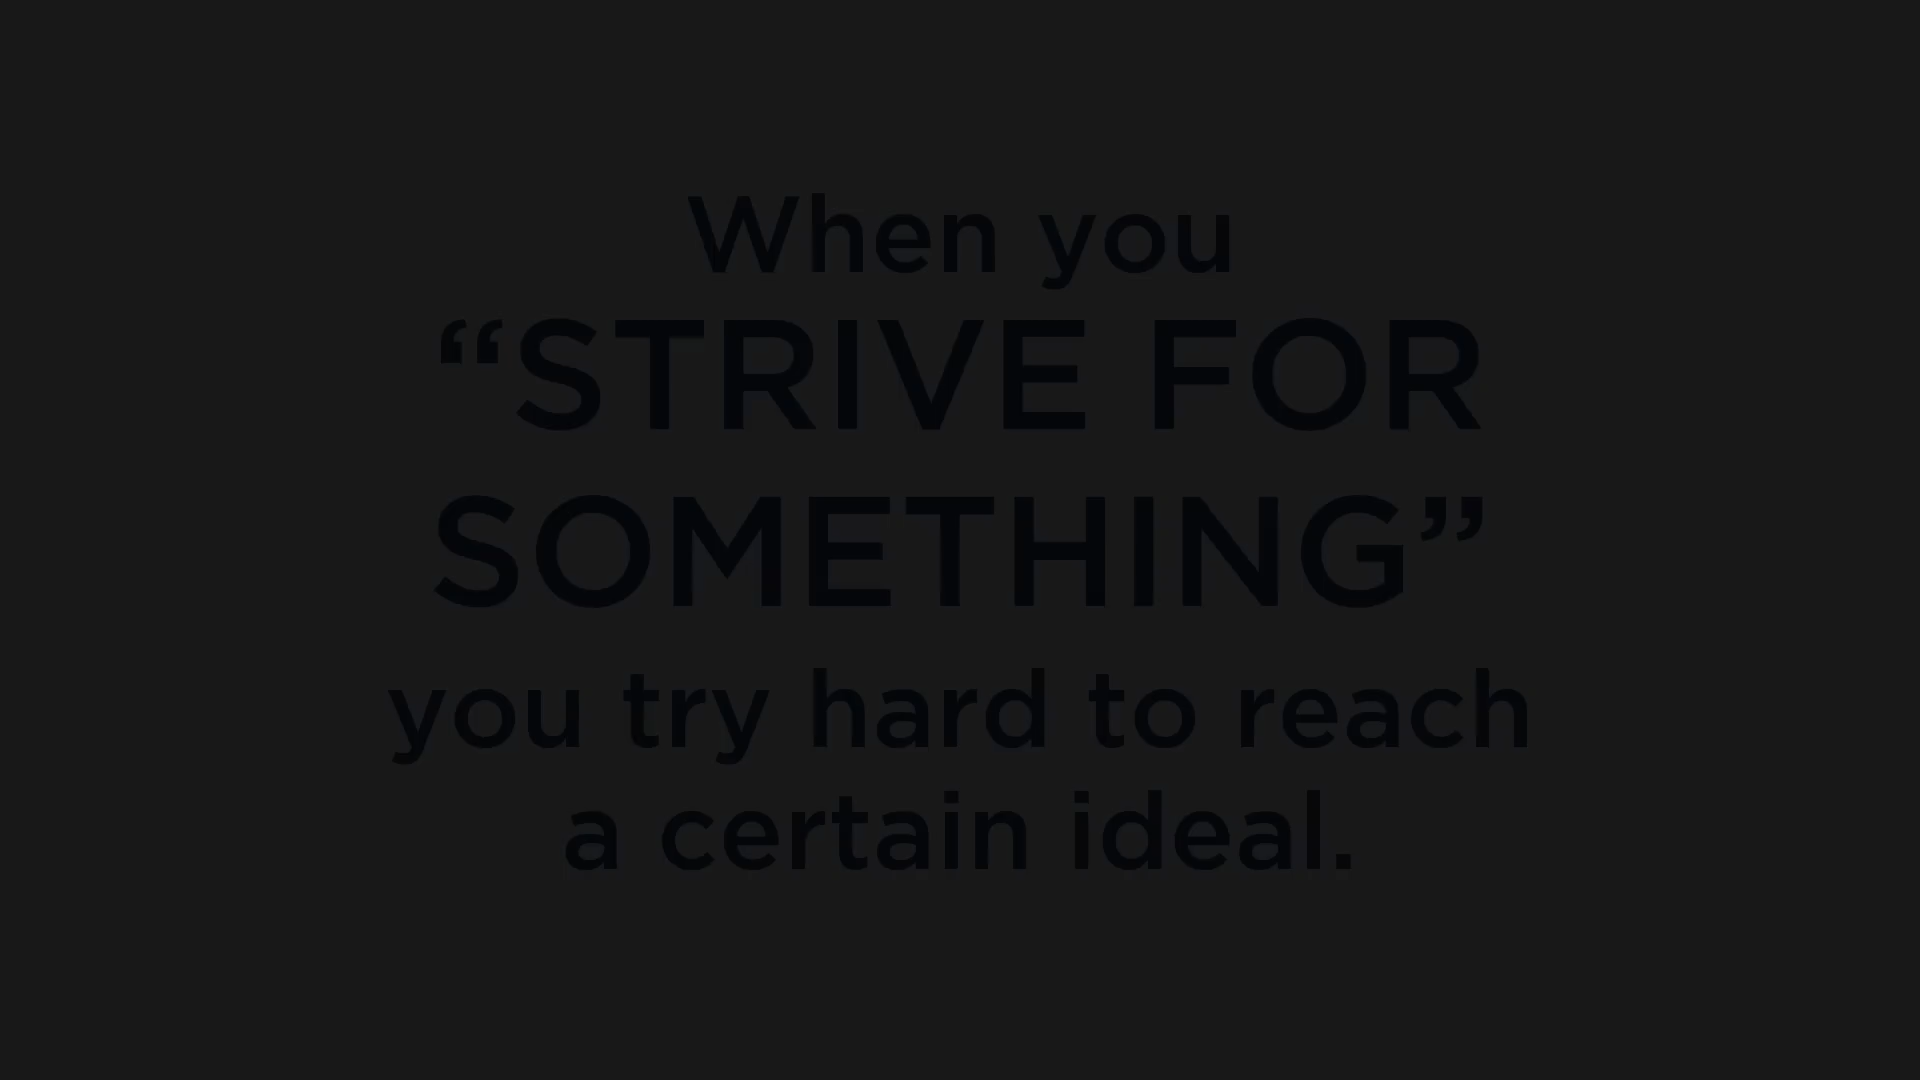 When you
“STRIVE FOR
SOMETHING”
you try hard to reach
a certain ideal.